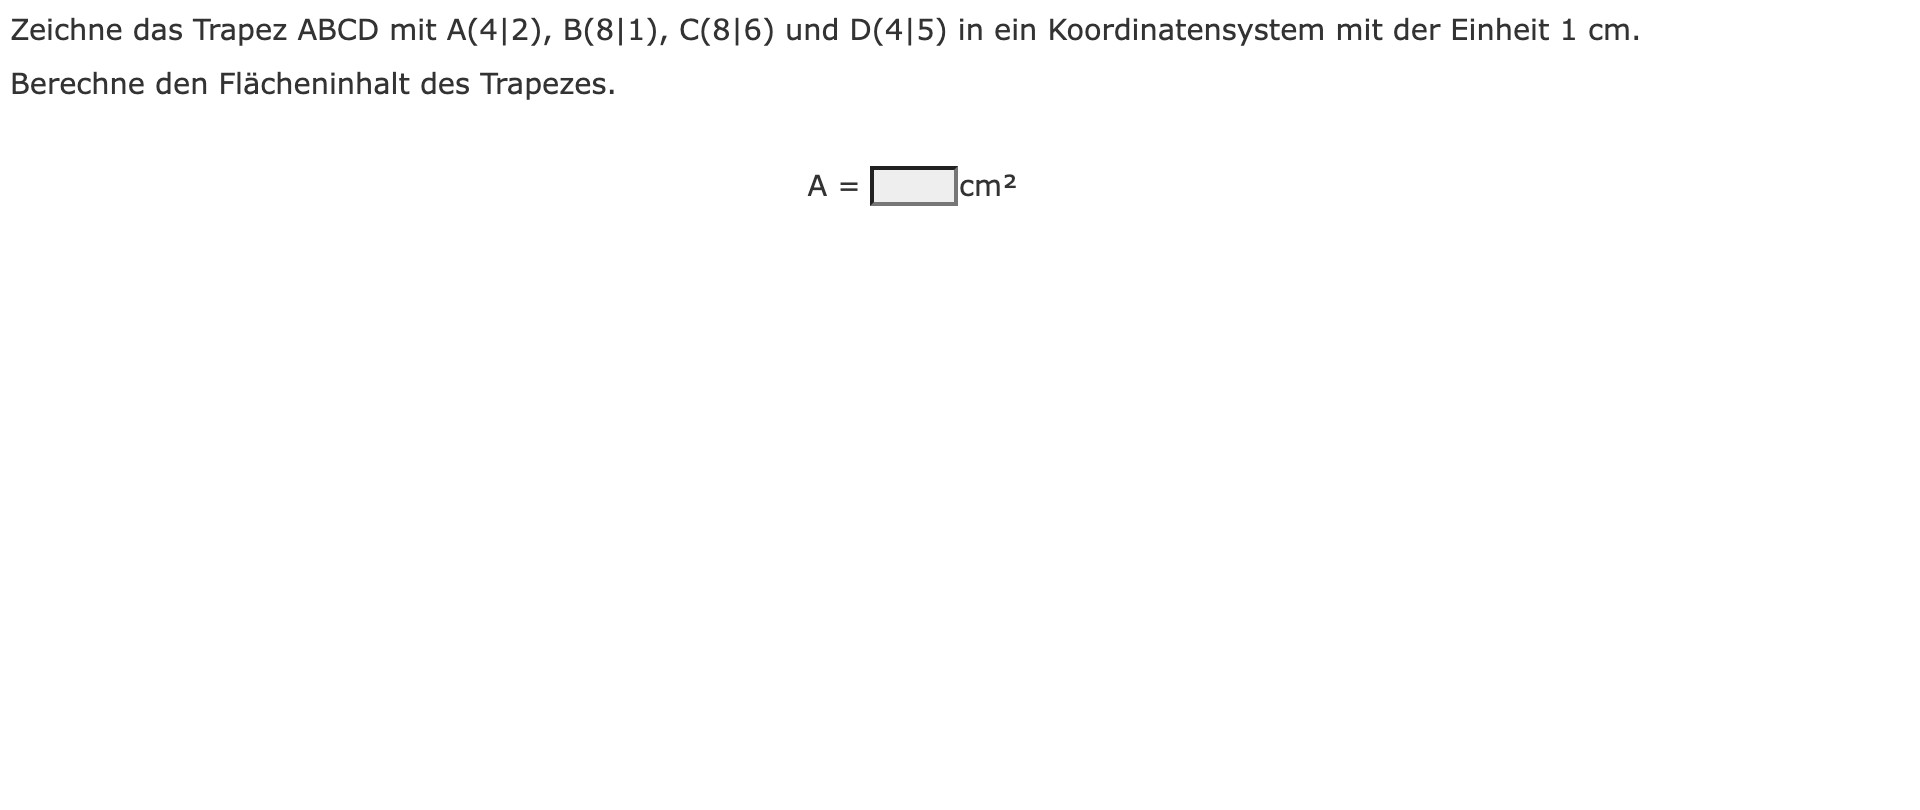 Zeichne das Trapez ABCD mit A(4|2), B(8|1), C(8|6) und D(4|5) in ein Koordinatensystem mit der Einheit 1 cm.
Berechne den Flächeninhalt des Trapezes.
A = cm²